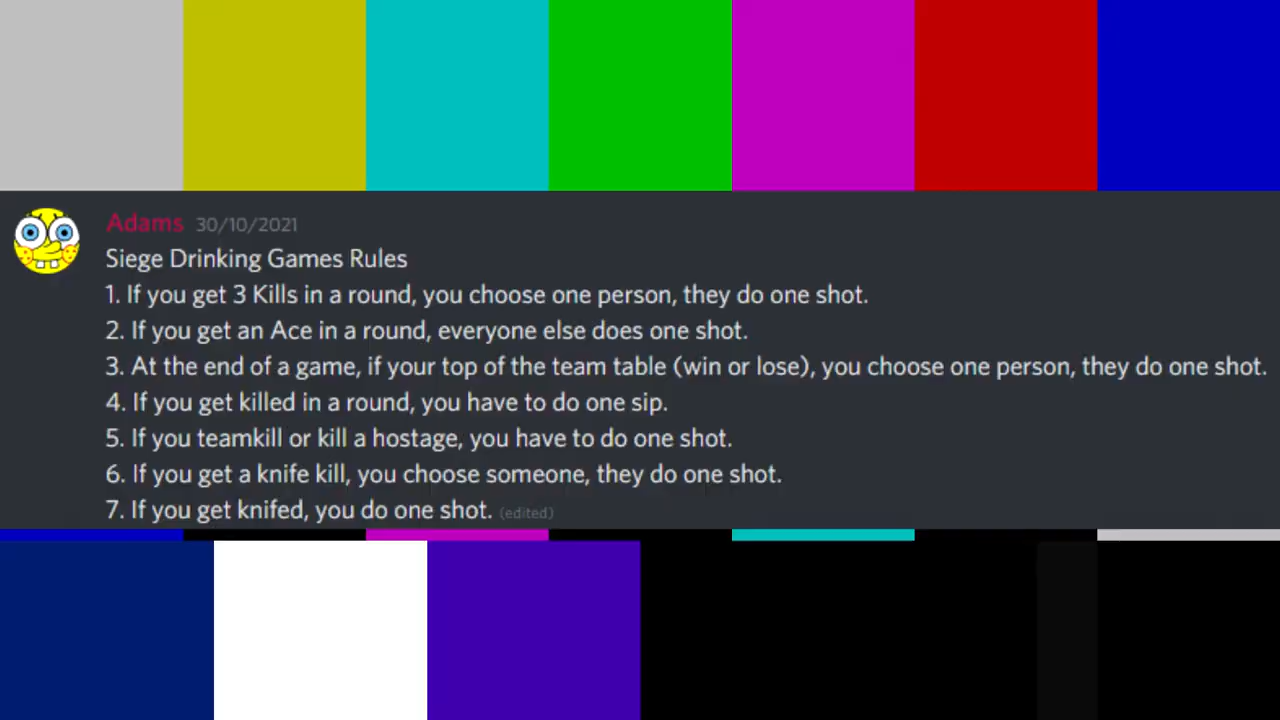 Adams 30/10/2021
Siege Drinking Games Rules
1. If you get 3 Kills in a round, you choose one person, they do one shot.
2. If you get an Ace in a round, everyone else does one shot.
3. At the end of a game, if your top of the team table (win or lose), you choose one person, they do one shot.
4. If you get killed in a round, you have to do one sip.
5. If you teamkill or kill a hostage, you have to do one shot.
6. If you get a knife kill, you choose someone, they do one shot.
7. If you get knifed, you do one shot. (edited)